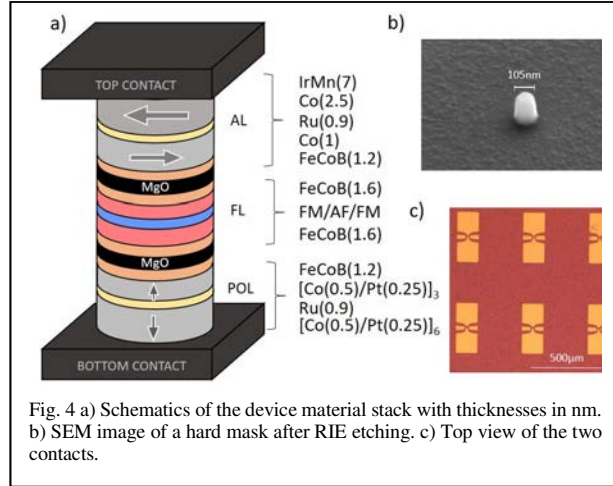 a)
TOP CONTACT
AL
MgO
FL
MgO
POL
BOTTOM CONTACT
IrMn(7)
Co(2.5)
Ru(0.9)
Co(1)
FeCoB(1.2)
FeCoB(1.6)
FM/AF/FM
FeCoB(1.6)
FeCoB(1.2)
[Co(0.5)/Pt(0.25)]₃
Ru(0.9)
[Co(0.5)/Pt(0.25)]₆
b)
105nm
c)
500µm
Fig. 4 a) Schematics of the device material stack with thicknesses in nm.
b) SEM image of a hard mask after RIE etching. c) Top view of the two
contacts.